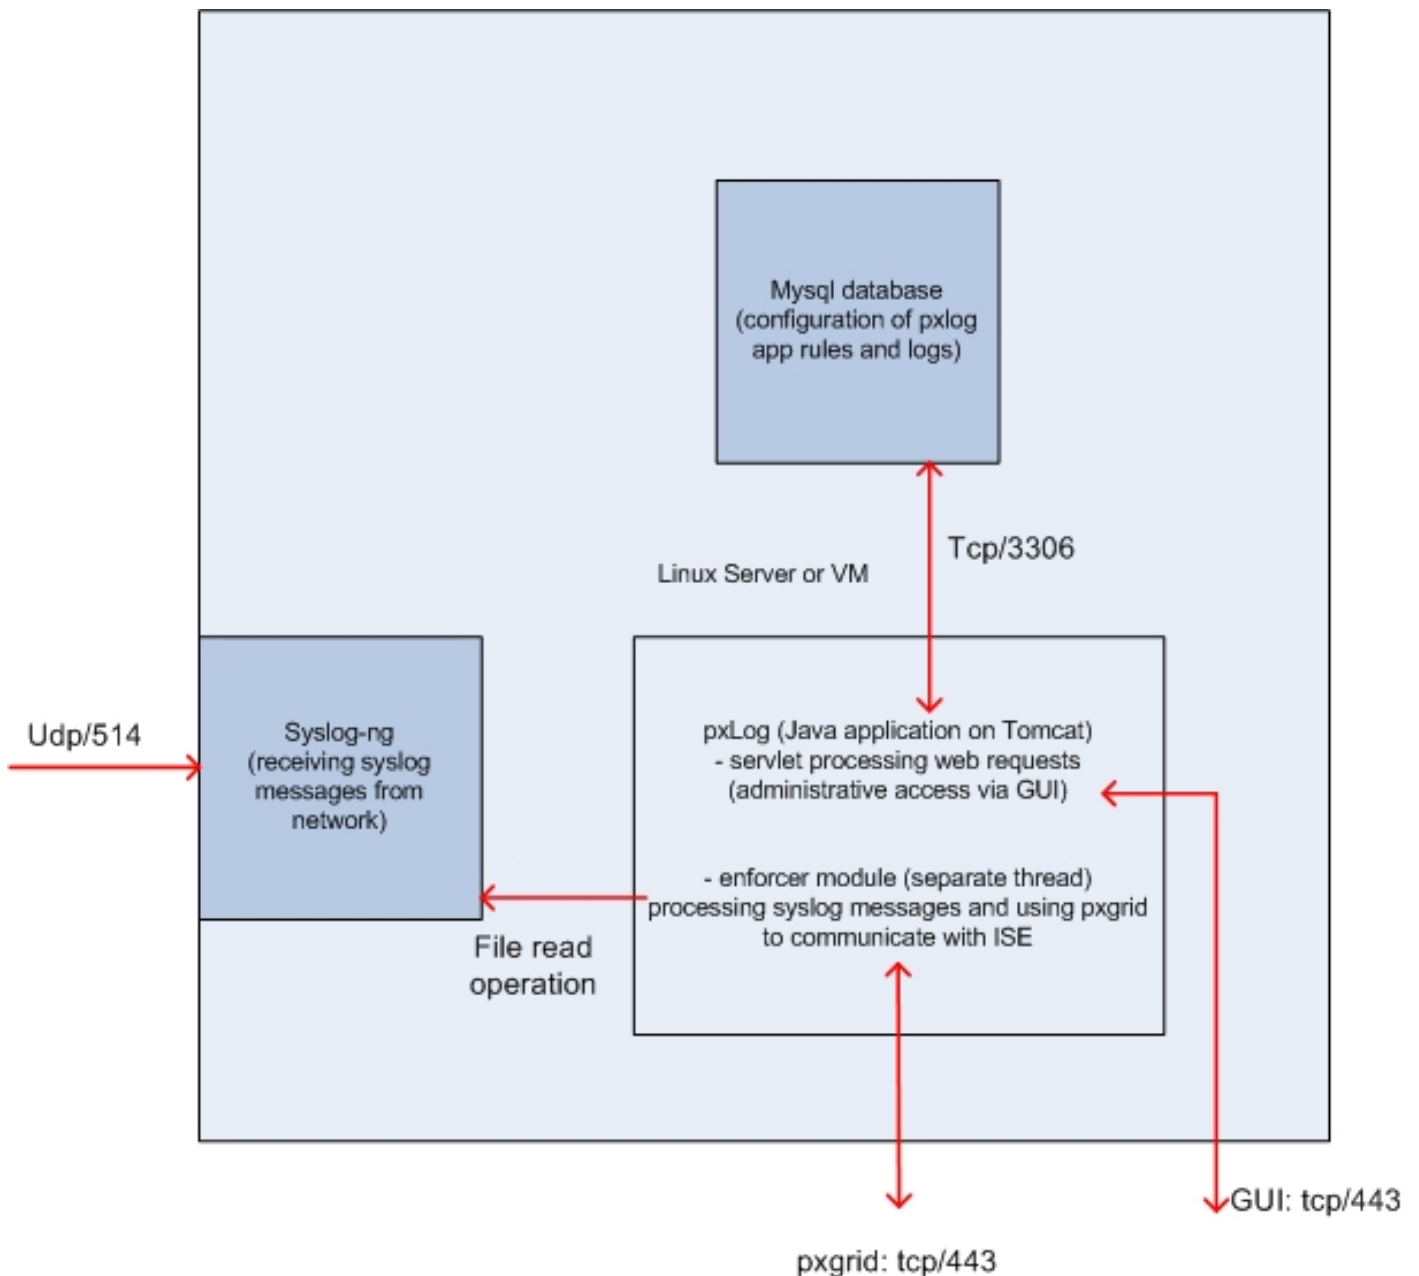 Mysql database
(configuration of pxlog
app rules and logs)
Tcp/3306
Linux Server or VM
Udp/514
Syslog-ng
(receiving syslog
messages from
network)
pxLog (Java application on Tomcat)
- servlet processing web requests
(administrative access via GUI)
- enforcer module (separate thread)
processing syslog messages and using pxgrid
to communicate with ISE
File read
operation
GUI: tcp/443
pxgrid: tcp/443